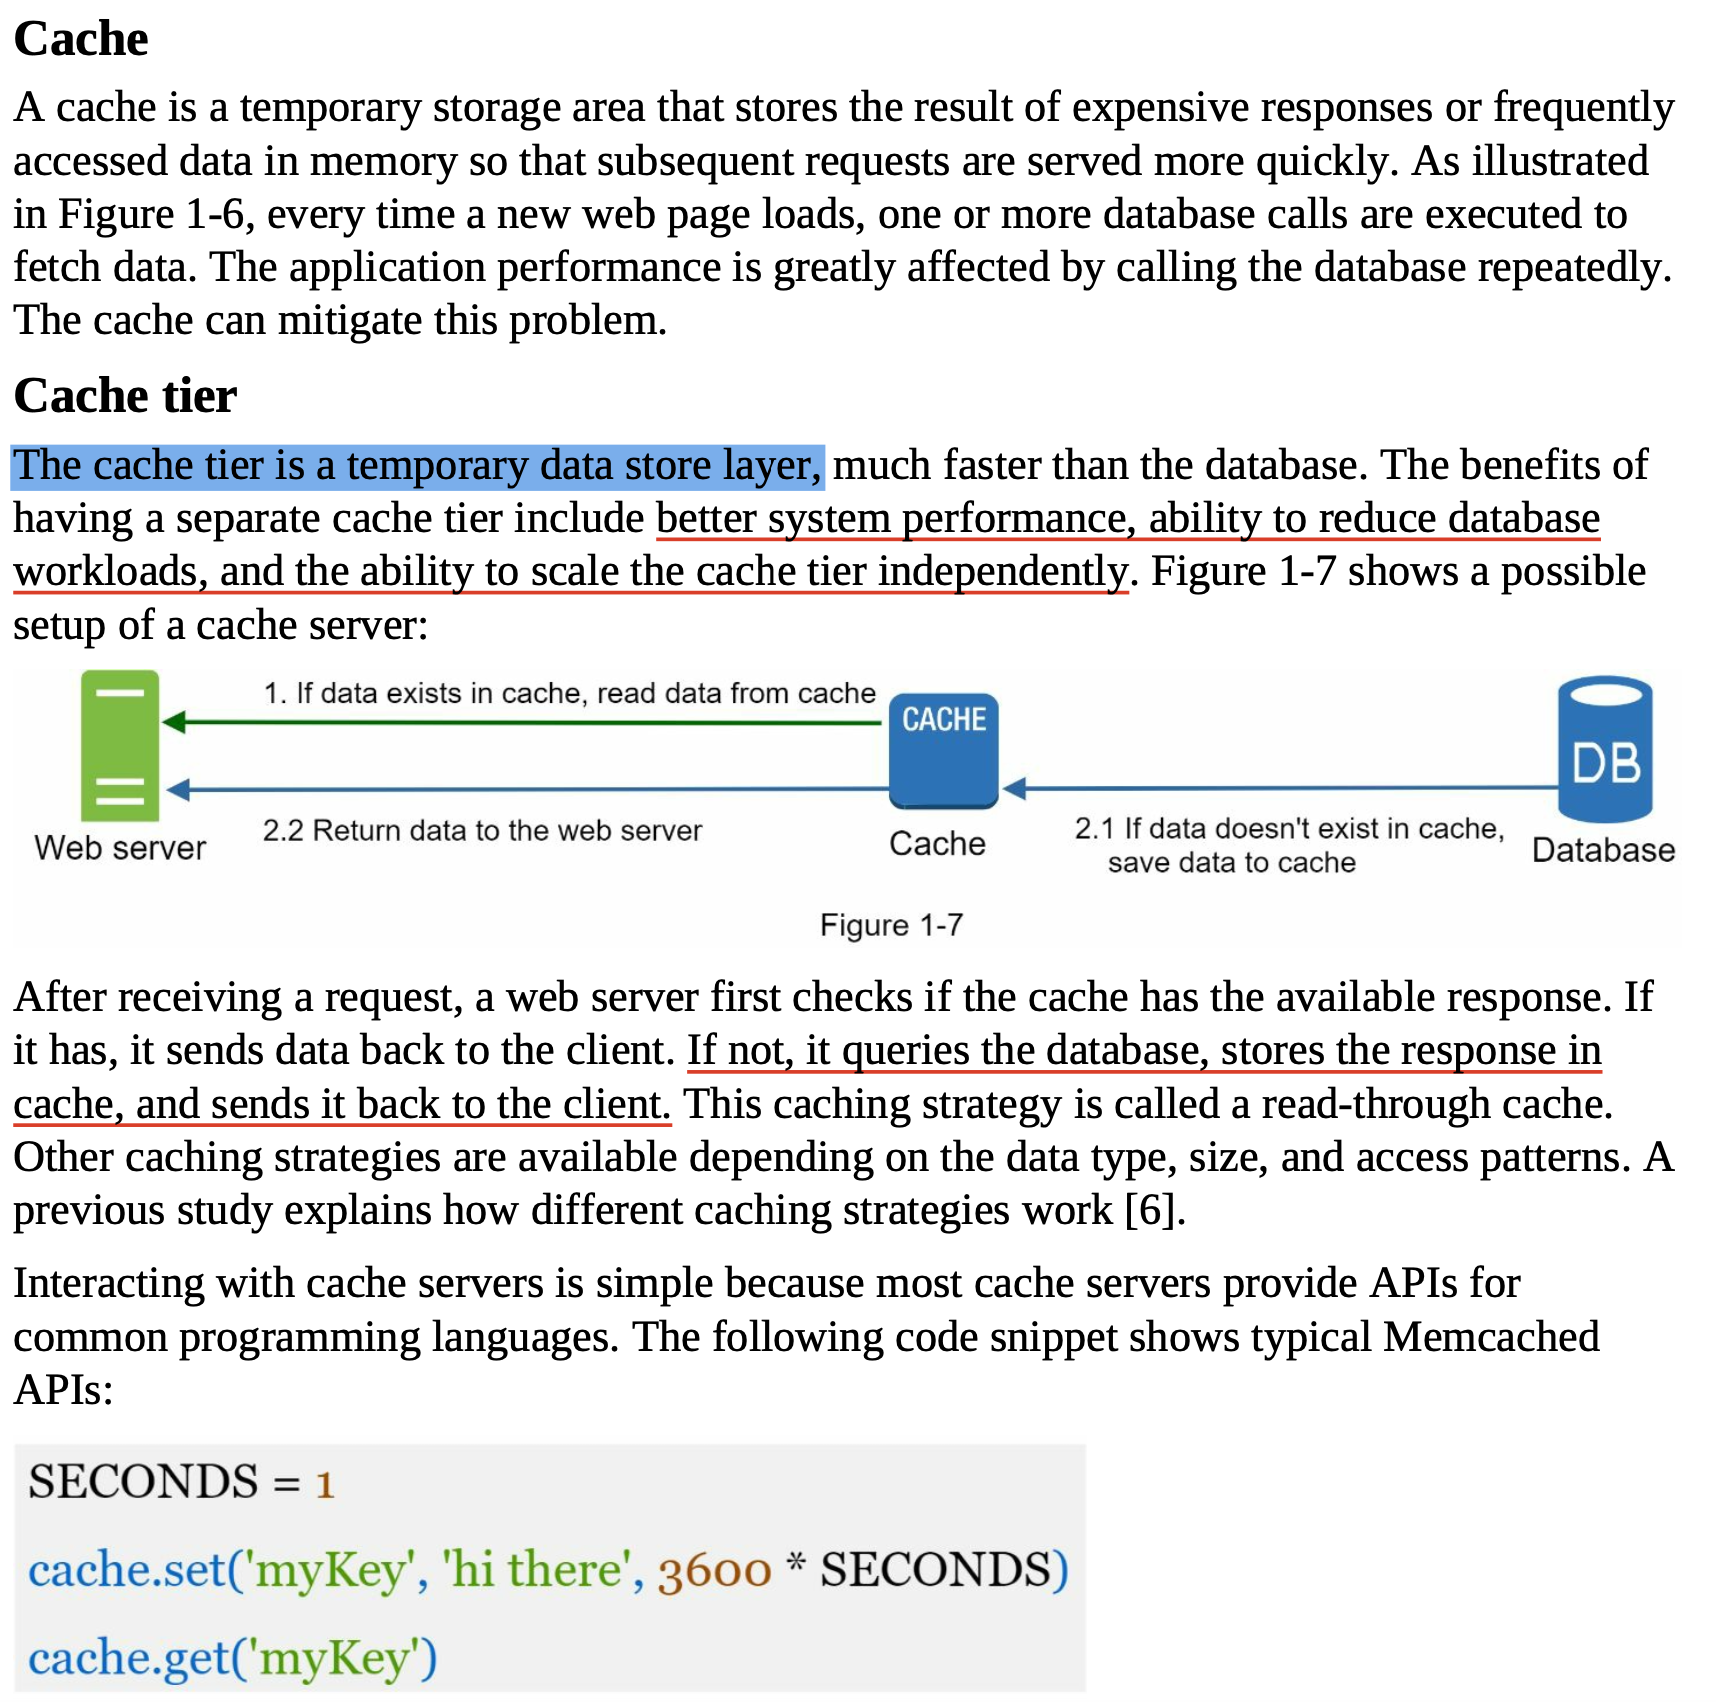 Cache
A cache is a temporary storage area that stores the result of expensive responses or frequently
accessed data in memory so that subsequent requests are served more quickly. As illustrated
in Figure 1-6, every time a new web page loads, one or more database calls are executed to
fetch data. The application performance is greatly affected by calling the database repeatedly.
The cache can mitigate this problem.
Cache tier
The cache tier is a temporary data store layer, much faster than the database. The benefits of
having a separate cache tier include better system performance, ability to reduce database
workloads, and the ability to scale the cache tier independently. Figure 1-7 shows a possible
setup of a cache server:
1. If data exists in cache, read data from cache
CACHE
DB
2.2 Return data to the web server
2.1 If data doesn't exist in cache,
save data to cache
Web server
Cache
Database
Figure 1-7
After receiving a request, a web server first checks if the cache has the available response. If
it has, it sends data back to the client. If not, it queries the database, stores the response in
cache, and sends it back to the client. This caching strategy is called a read-through cache.
Other caching strategies are available depending on the data type, size, and access patterns. A
previous study explains how different caching strategies work [6].
Interacting with cache servers is simple because most cache servers provide APIs for
common programming languages. The following code snippet shows typical Memcached
APIs:
SECONDS = 1
cache.set('myKey', 'hi there', 3600 * SECONDS)
cache.get('myKey')